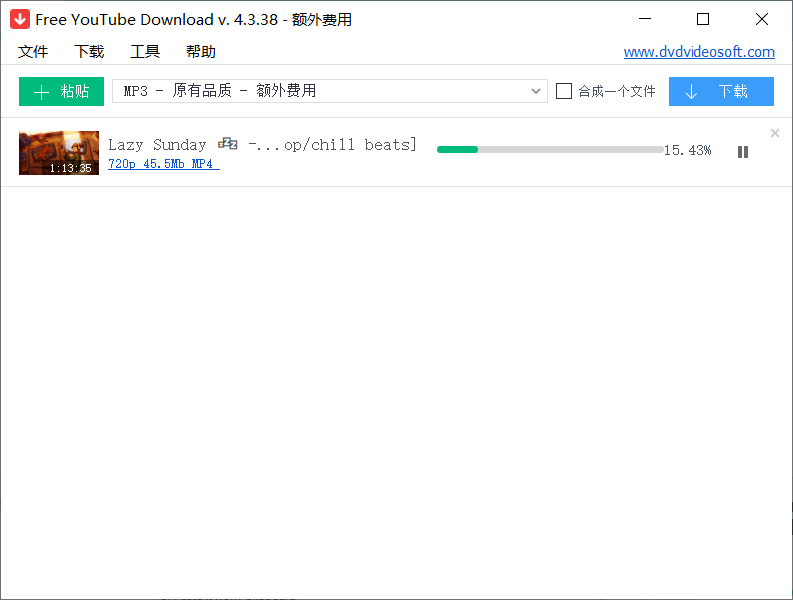 Free YouTube Download v. 4.3.38 - 额外费用
文件 下载 工具 帮助 www.dvdvideosoft.com
粘贴 MP3 - 原有品质 - 额外费用 合成一个文件 下载
Lazy Sunday 💤 -...op/chill beats] 15.43%
1:13:35 720p 45.5Mb MP4